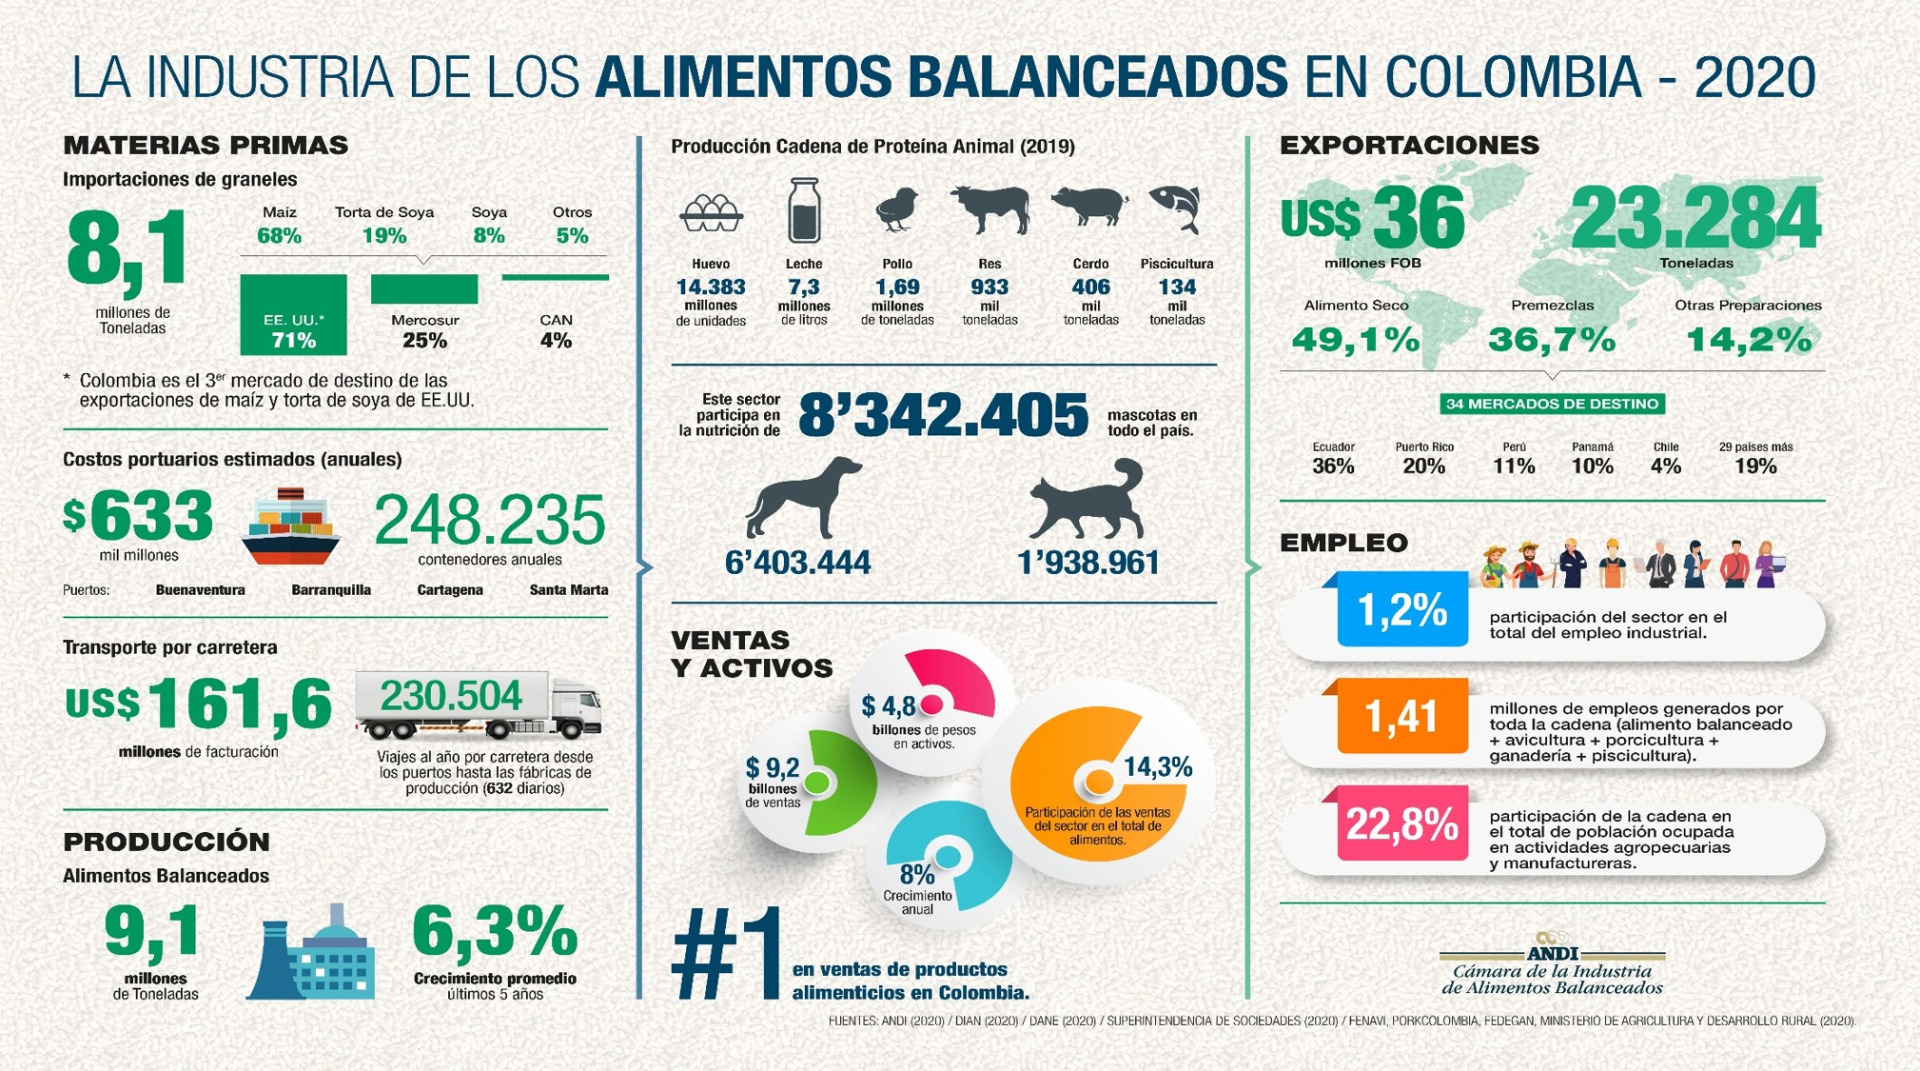 LA INDUSTRIA DE LOS ALIMENTOS BALANCEADOS EN COLOMBIA - 2020
MATERIAS PRIMAS
Importaciones de graneles
8,1
millones de
Toneladas
Maíz
68%
Torta de Soya
19%
Soya
8%
Otros
5%
EE. UU.*
71%
Mercosur
25%
CAN
4%
* Colombia es el 3er mercado de destino de las
exportaciones de maíz y torta de soya de EE.UU.
Costos portuarios estimados (anuales)
$633
mil millones
248.235
contenedores anuales
Puertos: Buenaventura Barranquilla Cartagena Santa Marta
Transporte por carretera
US$ 161,6
millones de facturación
230.504
Viajes al año por carretera desde
los puertos hasta las fábricas de
producción (632 diarios)
PRODUCCIÓN
Alimentos Balanceados
9,1
millones
de Toneladas
6,3%
Crecimiento promedio
últimos 5 años
Producción Cadena de Proteína Animal (2019)
Huevo
14.383
millones
de unidades
Leche
7,3
millones
de litros
Pollo
1,69
millones
de toneladas
Res
933
mil
toneladas
Cerdo
406
mil
toneladas
Piscicultura
134
mil
toneladas
Este sector
participa en
la nutrición de
8’342.405
mascotas en
todo el país.
6’403.444
1’938.961
VENTAS
Y ACTIVOS
$ 4,8
billones de pesos
en activos.
$ 9,2
billones
de ventas
14,3%
Participación de las ventas
del sector en el total de
alimentos.
8%
Crecimiento
anual
#1
en ventas de productos
alimenticios en Colombia.
EXPORTACIONES
US$ 36
millones FOB
23.284
Toneladas
Alimento Seco
49,1%
Premezclas
36,7%
Otras Preparaciones
14,2%
34 MERCADOS DE DESTINO
Ecuador
36%
Puerto Rico
20%
Perú
11%
Panamá
10%
Chile
4%
29 países más
19%
EMPLEO
1,2%
participación del sector en el
total del empleo industrial.
1,41
millones de empleos generados por
toda la cadena (alimento balanceado
+ avicultura + porcicultura +
ganadería + piscicultura).
22,8%
participación de la cadena en
el total de población ocupada
en actividades agropecuarias
y manufactureras.
ANDI
Cámara de la Industria
de Alimentos Balanceados
FUENTES: ANDI (2020) / DIAN (2020) / DANE (2020) / SUPERINTENDENCIA DE SOCIEDADES (2020) / FENAVI, PORKCOLOMBIA, FEDEGAN, MINISTERIO DE AGRICULTURA Y DESARROLLO RURAL (2020).